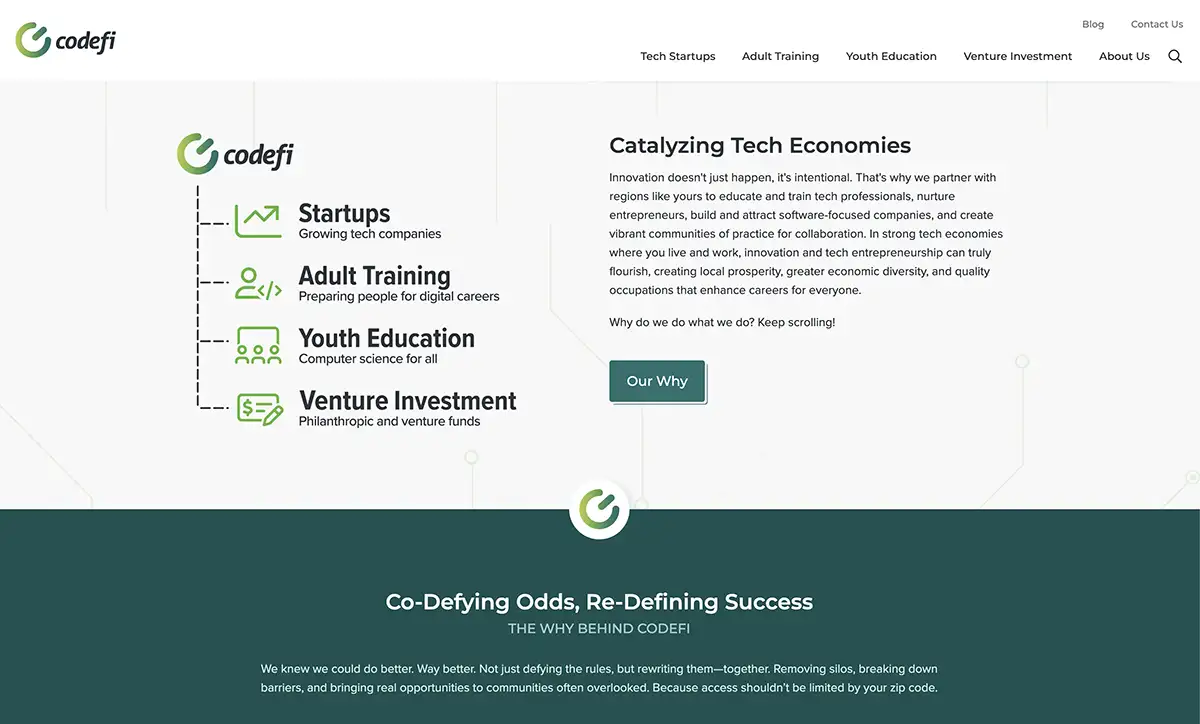 codefi
Blog
Contact Us
Tech Startups
Adult Training
Youth Education
Venture Investment
About Us
codefi
Startups
Growing tech companies
Adult Training
Preparing people for digital careers
Youth Education
Computer science for all
Venture Investment
Philanthropic and venture funds
Catalyzing Tech Economies
Innovation doesn't just happen, it's intentional. That's why we partner with
regions like yours to educate and train tech professionals, nurture
entrepreneurs, build and attract software-focused companies, and create
vibrant communities of practice for collaboration. In strong tech economies
where you live and work, innovation and tech entrepreneurship can truly
flourish, creating local prosperity, greater economic diversity, and quality
occupations that enhance careers for everyone.
Why do we do what we do? Keep scrolling!
Our Why
Co-Defying Odds, Re-Defining Success
THE WHY BEHIND CODEFI
We knew we could do better. Way better. Not just defying the rules, but rewriting them—together. Removing silos, breaking down
barriers, and bringing real opportunities to communities often overlooked. Because access shouldn't be limited by your zip code.